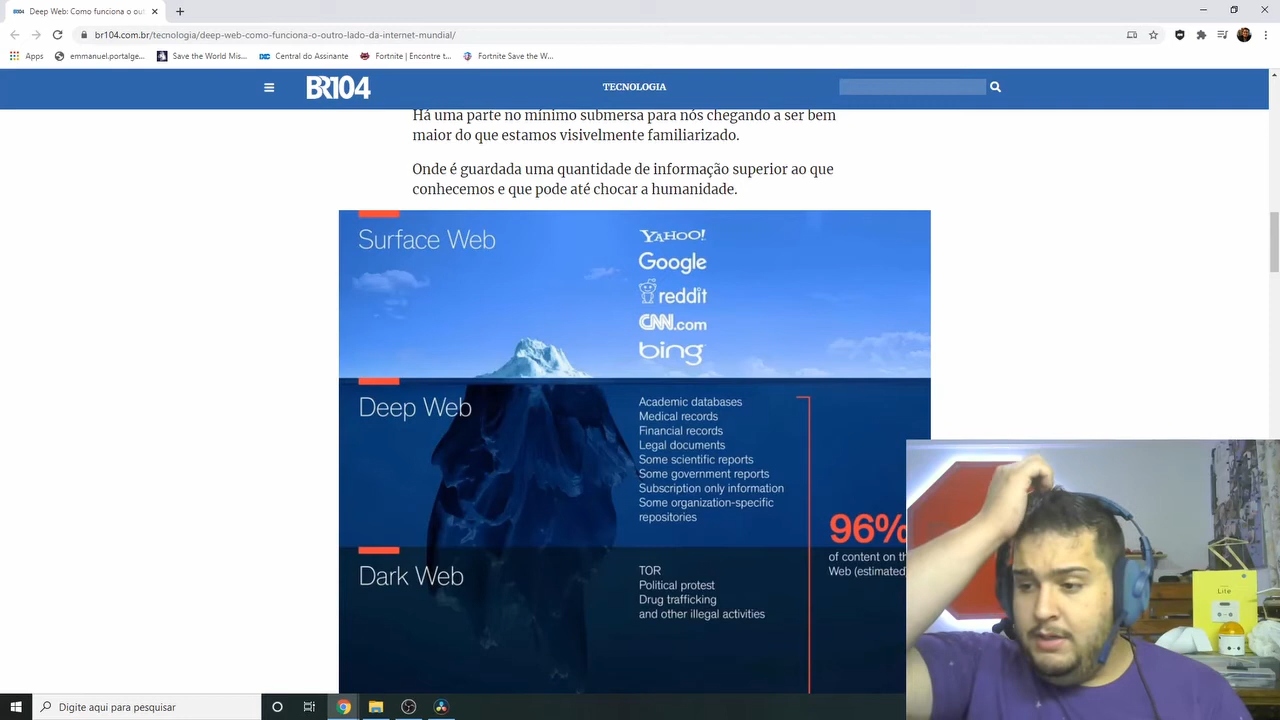 Deep Web: Como funciona o out
br104.com.br/tecnologia/deep-web-como-funciona-o-outro-lado-da-internet-mundial/
Apps
emmanuel.portalge...
Save the World Mis...
Central do Assinante
Fortnite | Encontre t...
Fortnite Save the W...
BR104
TECNOLOGIA
Há uma parte no mínimo submersa para nós chegando a ser bem
maior do que estamos visivelmente familiarizado.
Onde é guardada uma quantidade de informação superior ao que
conhecemos e que pode até chocar a humanidade.
Surface Web
YAHOO!
Google
reddit
CNN.com
bing
Deep Web
Academic databases
Medical records
Financial records
Legal documents
Some scientific reports
Some government reports
Subscription only information
Some organization-specific
repositories
96%
of content on th
Web (estimated)
Dark Web
TOR
Political protest
Drug trafficking
and other illegal activities
Lite
Digite aqui para pesquisar